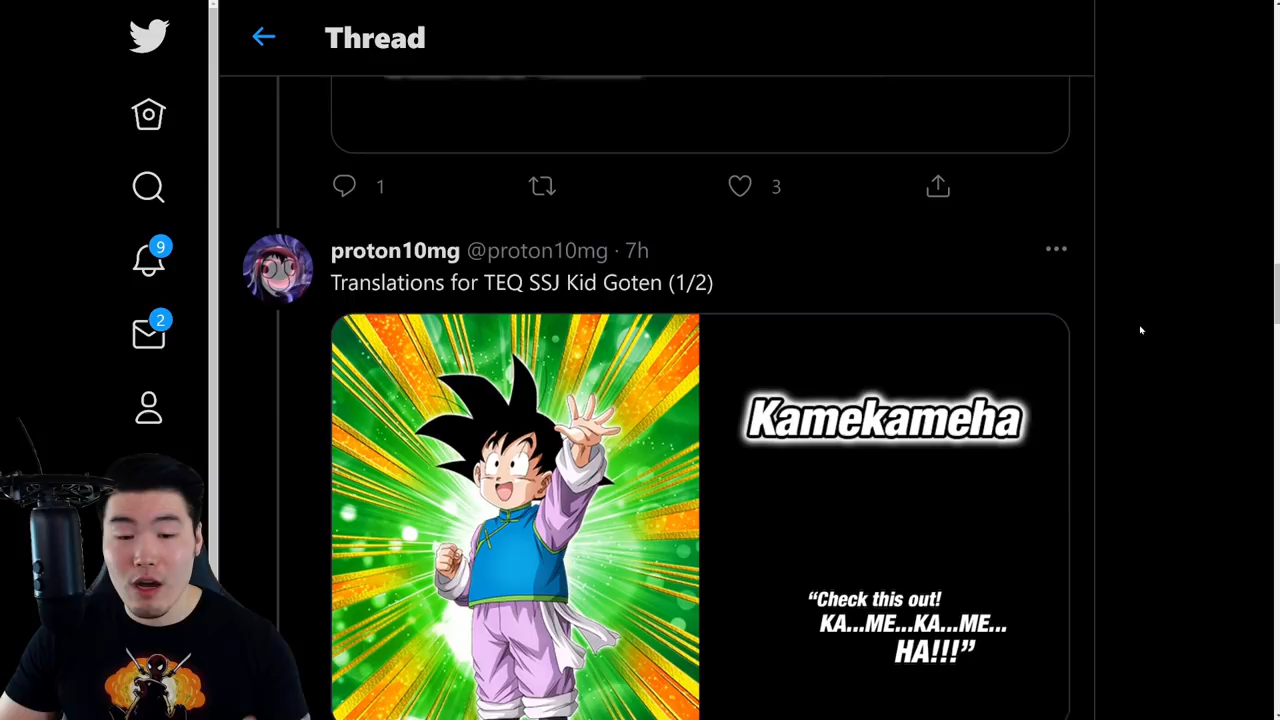 Thread
1
3
9
proton10mg @proton10mg · 7h
Translations for TEQ SSJ Kid Goten (1/2)
2
Kamekameha
"Check this out!
KA...ME...KA...ME...
HA!!!"